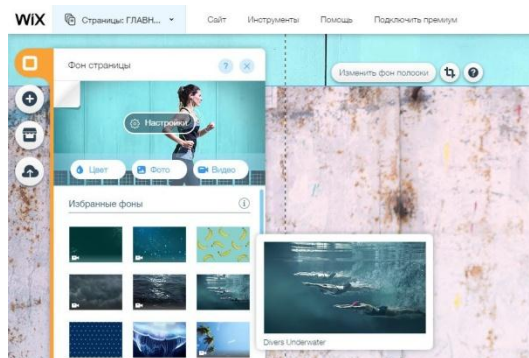 WiX
Страницы: ГЛАВН...
Сайт
Инструменты
Помощь
Подключить премиум
Фон страницы
?
×
Изменить фон полоски
?
Настройки
Цвет
Фото
Видео
Избранные фоны
i
Divers Underwater